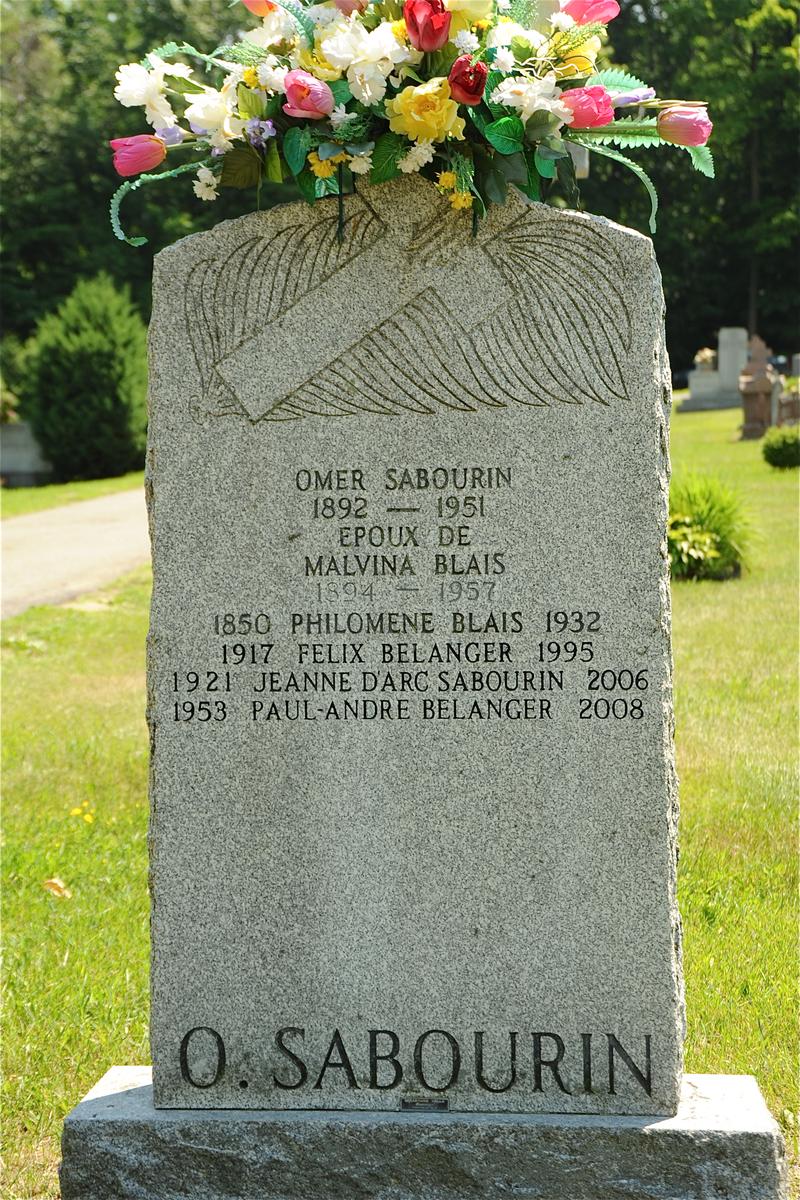 OMER SABOURIN
1892 — 1951
EPOUX DE
MALVINA BLAIS
1894 — 1957
1850 PHILOMENE BLAIS 1932
1917 FELIX BELANGER 1995
1921 JEANNE D'ARC SABOURIN 2006
1953 PAUL-ANDRE BELANGER 2008
O. SABOURIN